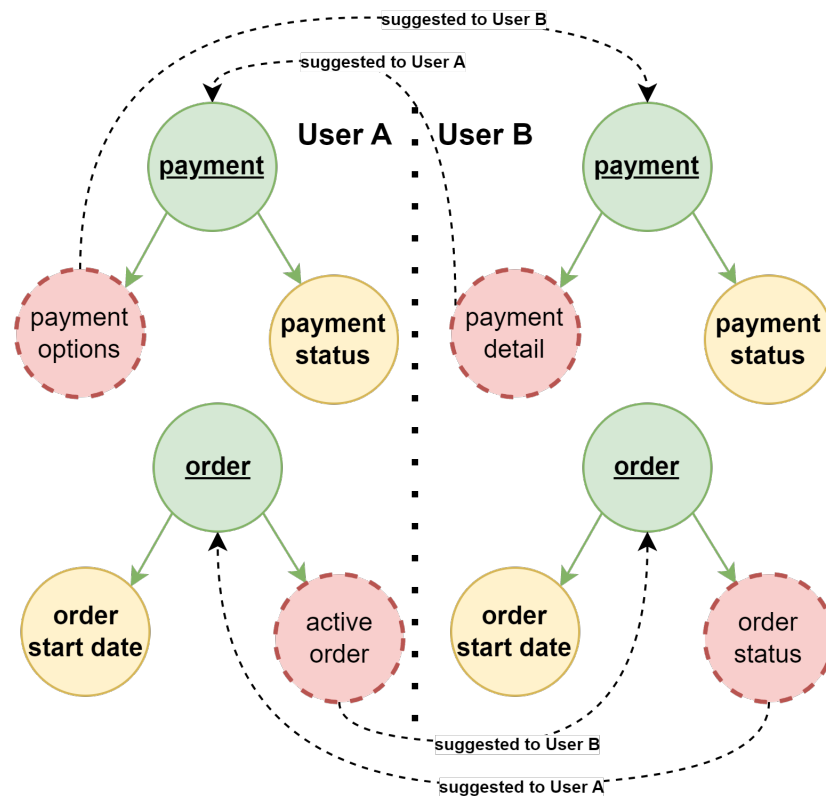 suggested to User B
suggested to User A
User A
User B
payment
payment
payment
options
payment
status
payment
detail
payment
status
order
order
order
start date
active
order
order
start date
order
status
suggested to User B
suggested to User A